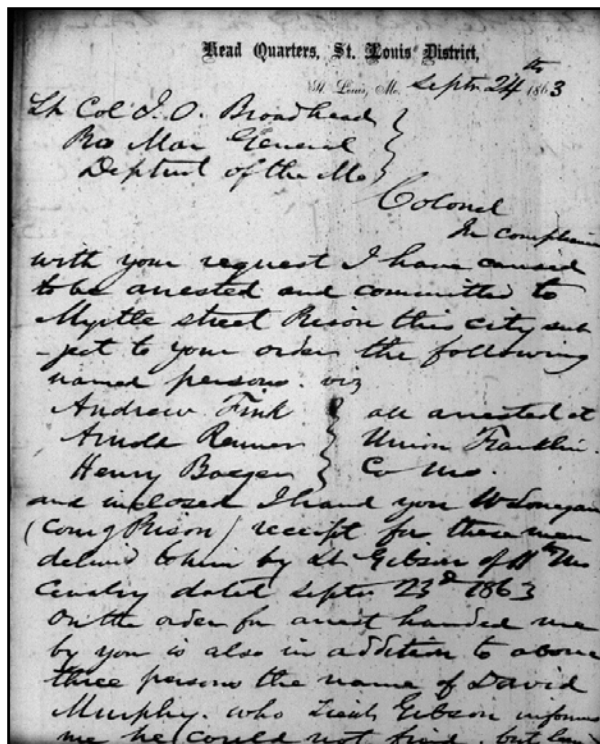 Head Quarters, St. Louis District,
St. Louis, Mo. Septr 24th 1863
Lt Col J. O. Broadhead
Pro Mar General
Deptmt of the Mo
Colonel
In compliance
with your request I have caused
to be arrested and committed to
Myrtle street Prison this city sub
-ject to your order the following
named persons. viz
Andrew Fink } all arrested at
Arnold } Union Franklin.
Henry } Co Mo.
and inclosed I hand you
(Comg Prison) receipt for these men
delivd to him by Lt. Gibson of Mo
Cavalry dated Septr 23d 1863
On the order for arrest handed me
by you is also in addition to above
three persons the name of David
Murphy. who Lieut Gibson informs
me he could not find, but